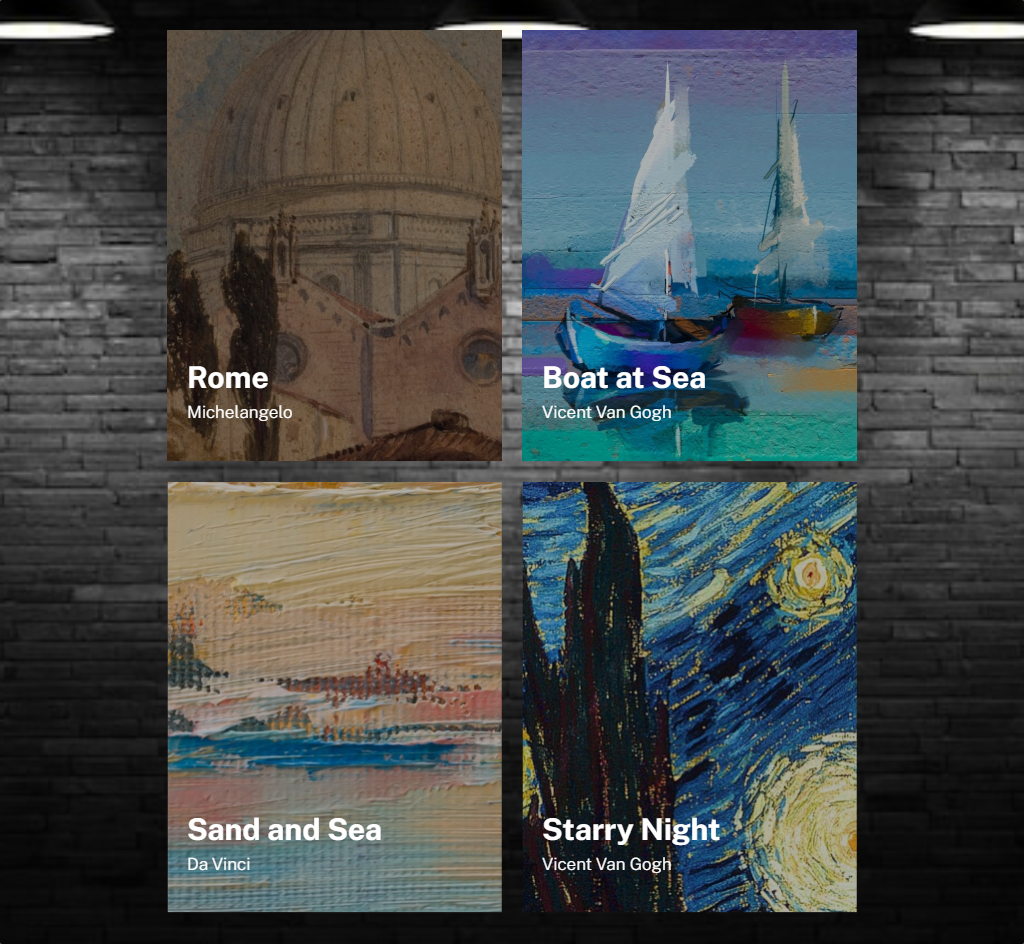 Rome
Michelangelo
Boat at Sea
Vicent Van Gogh
Sand and Sea
Da Vinci
Starry Night
Vicent Van Gogh